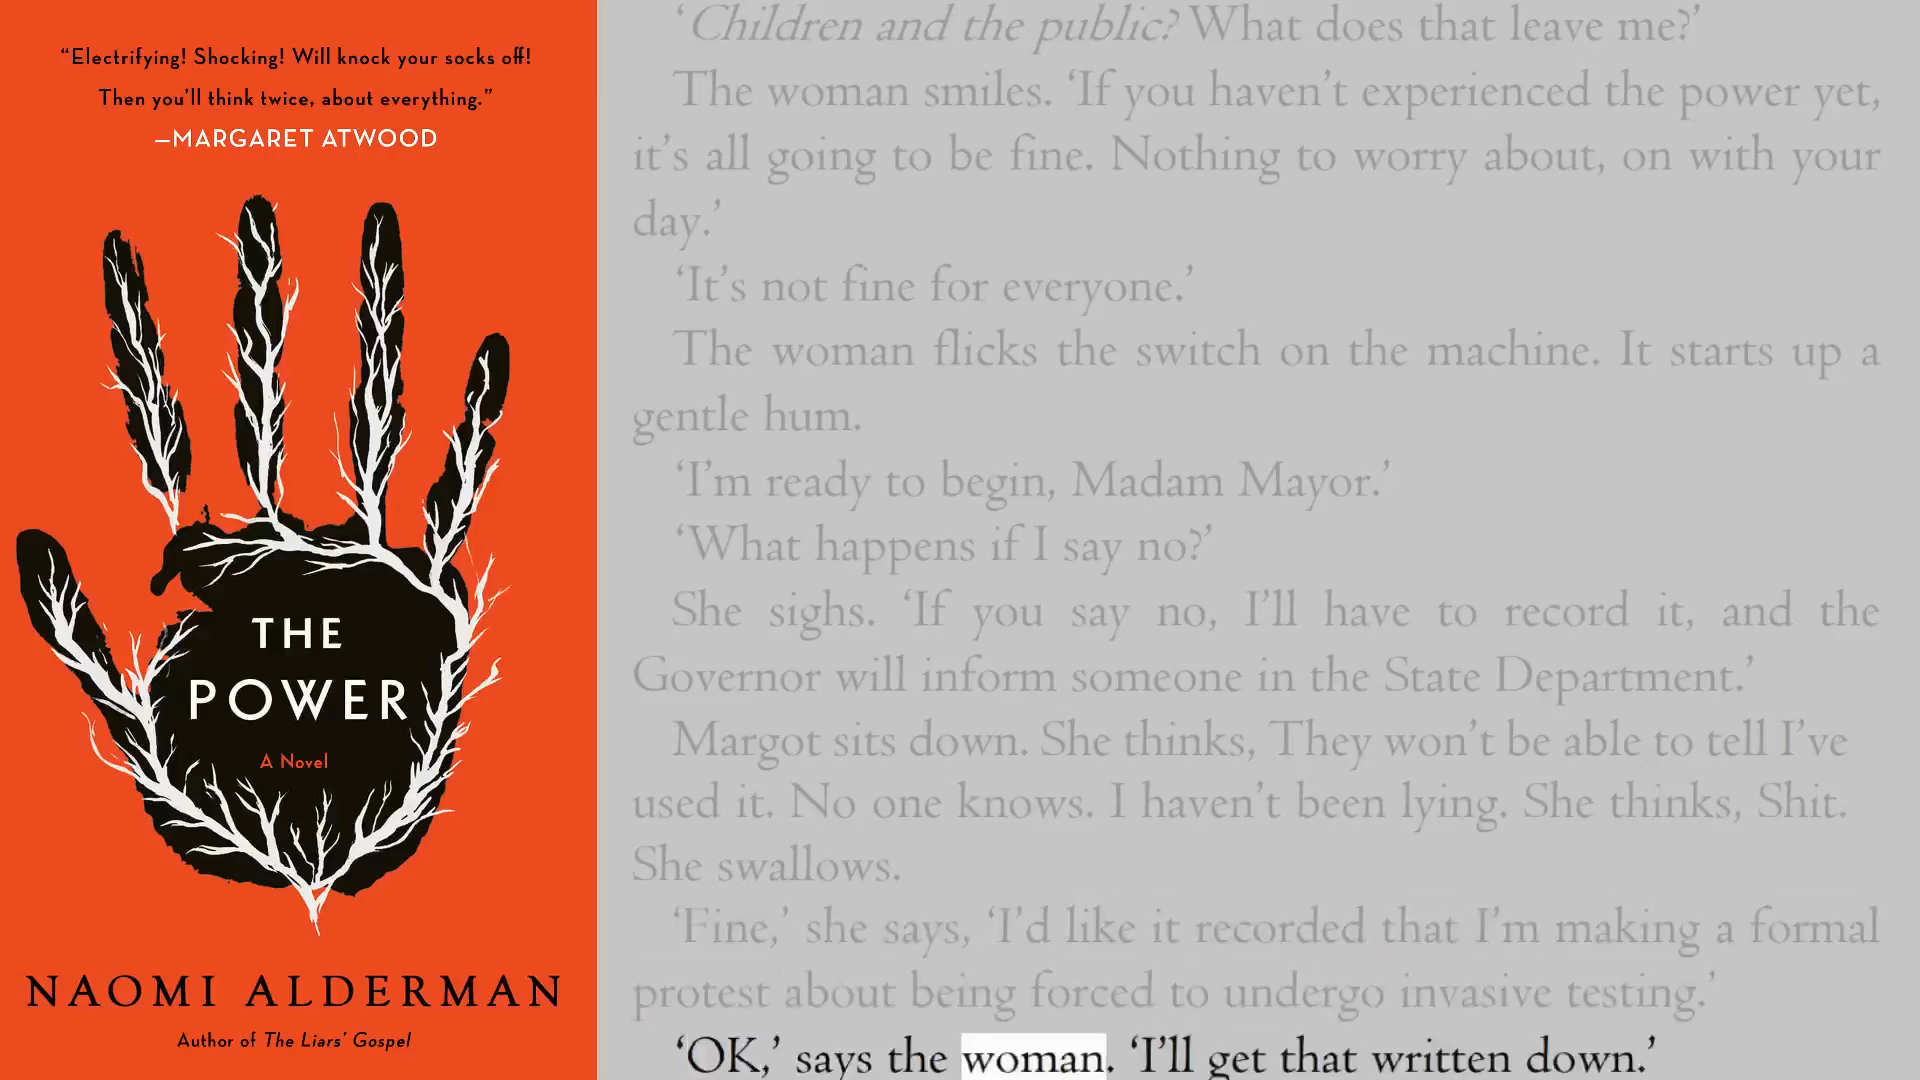 “Electrifying! Shocking! Will knock your socks off!
Then you’ll think twice, about everything.”
—MARGARET ATWOOD
THE
POWER
A Novel
NAOMI ALDERMAN
Author of The Liars’ Gospel
‘Children and the public? What does that leave me?’
The woman smiles. ‘If you haven’t experienced the power yet,
it’s all going to be fine. Nothing to worry about, on with your
day.’
‘It’s not fine for everyone.’
The woman flicks the switch on the machine. It starts up a
gentle hum.
‘I’m ready to begin, Madam Mayor.’
‘What happens if I say no?’
She sighs. ‘If you say no, I’ll have to record it, and the
Governor will inform someone in the State Department.’
Margot sits down. She thinks, They won’t be able to tell I’ve
used it. No one knows. I haven’t been lying. She thinks, Shit.
She swallows.
‘Fine,’ she says, ‘I’d like it recorded that I’m making a formal
protest about being forced to undergo invasive testing.’
‘OK,’ says the woman. ‘I’ll get that written down.’